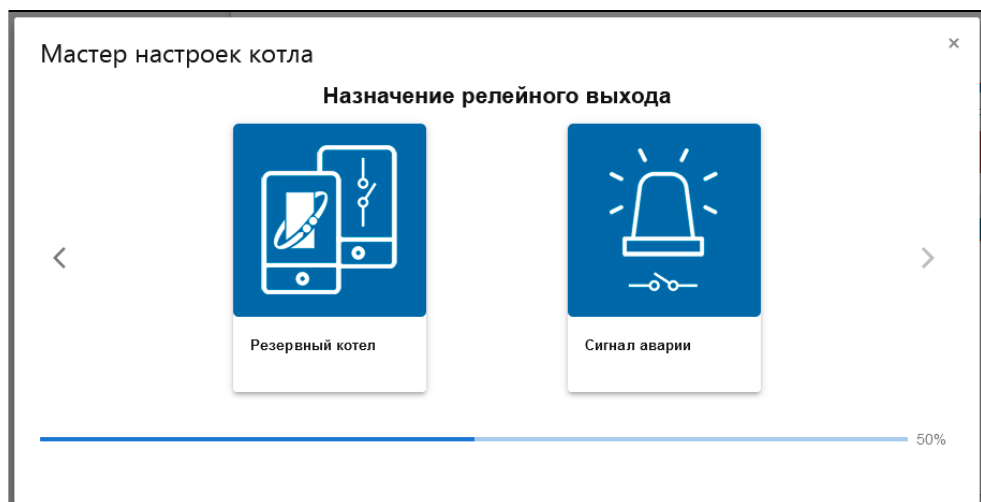 Мастер настроек котла
×
Назначение релейного выхода
Резервный котел
Сигнал аварии
50%